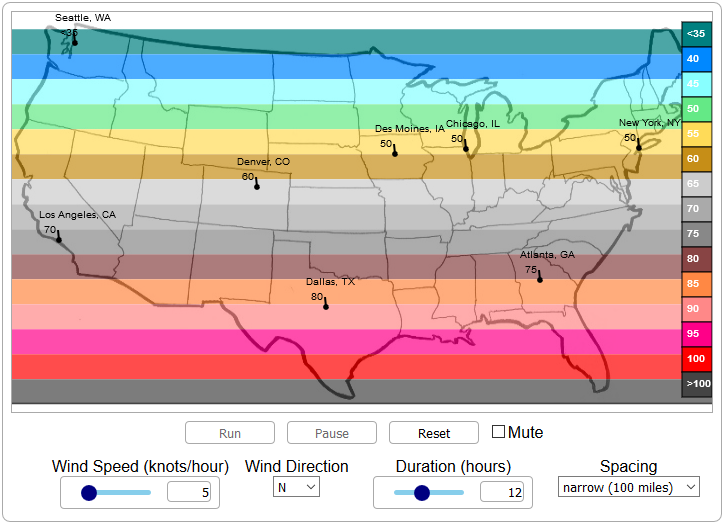 Seattle, WA
<35
<35
40
45
50
Des Moines, IA
Chicago, IL
New York, NY
50
50
50
55
Denver, CO
60
60
65
Los Angeles, CA
70
70
75
Atlanta, GA
75
80
Dallas, TX
80
85
90
95
100
>100
Run
Pause
Reset
Mute
Wind Speed (knots/hour)
Wind Direction
Duration (hours)
Spacing
5
N
12
narrow (100 miles)